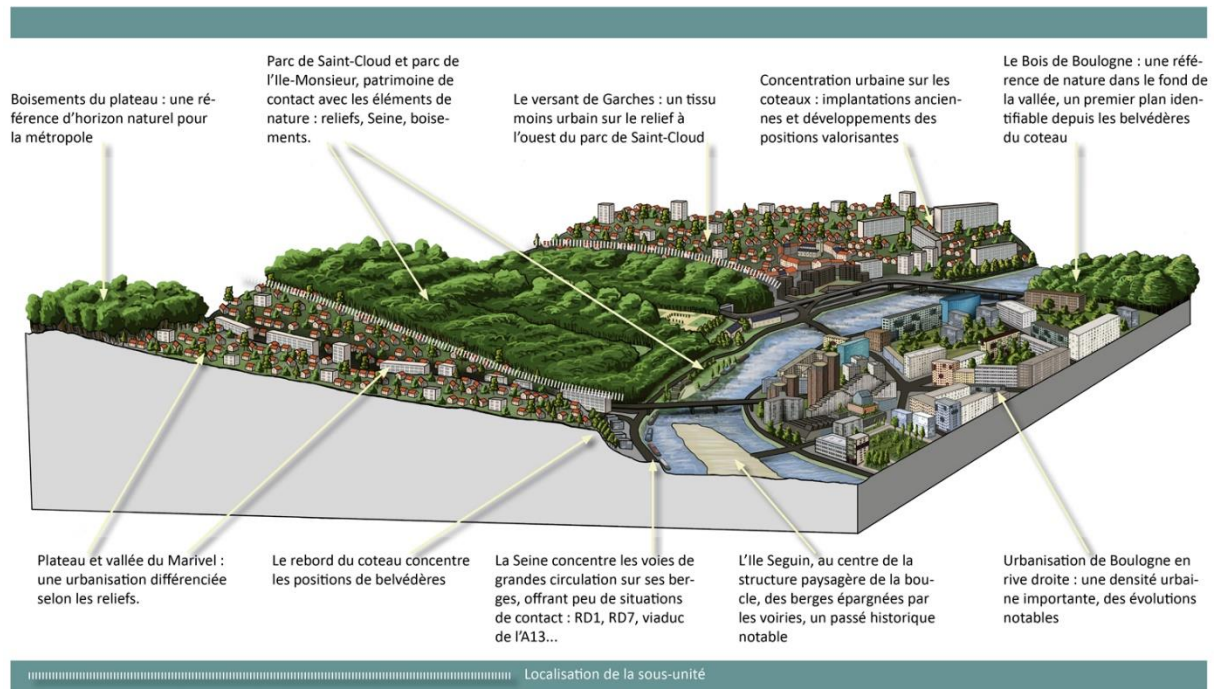 Boisements du plateau : une ré-
férence d’horizon naturel pour
la métropole
Parc de Saint-Cloud et parc de
l’Ile-Monsieur, patrimoine de
contact avec les éléments de
nature : reliefs, Seine, boise-
ments.
Le versant de Garches : un tissu
moins urbain sur le relief à
l’ouest du parc de Saint-Cloud
Concentration urbaine sur les
coteaux : implantations ancien-
nes et développements des
positions valorisantes
Le Bois de Boulogne : une réfé-
rence de nature dans le fond de
la vallée, un premier plan iden-
tifiable depuis les belvédères
du coteau
Plateau et vallée du Marivel :
une urbanisation différenciée
selon les reliefs.
Le rebord du coteau concentre
les positions de belvédères
La Seine concentre les voies de
grandes circulation sur ses ber-
ges, offrant peu de situations
de contact : RD1, RD7, viaduc
de l’A13...
L’Ile Seguin, au centre de la
structure paysagère de la bou-
cle, des berges épargnées par
les voiries, un passé historique
notable
Urbanisation de Boulogne en
rive droite : une densité urbai-
ne importante, des évolutions
notables
Localisation de la sous-unité